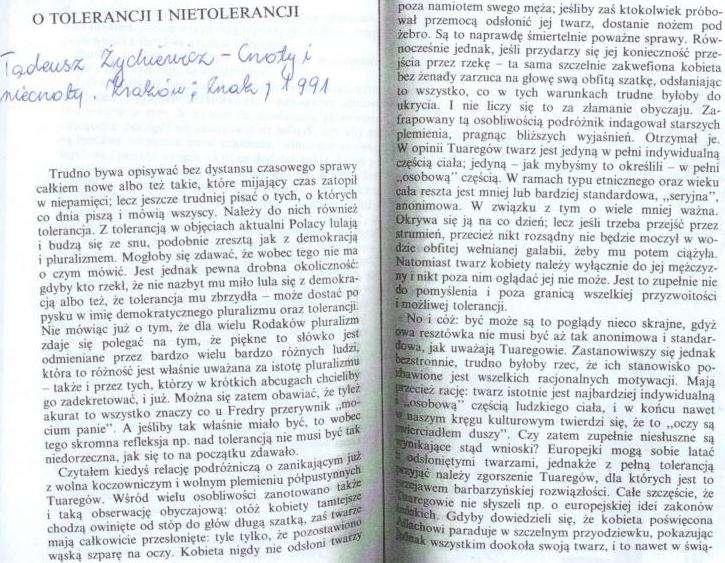 O TOLERANCJI I NIETOLERANCJI
Tadeusz Żychiewicz - Cnoty i
niecnoty. Kraków; Znak, 1991
Trudno bywa opisywać bez dystansu czasowego sprawy
całkiem nowe albo też takie, które mijający czas zatopił
w niepamięci; lecz jeszcze trudniej pisać o tych, o których
co dnia piszą i mówią wszyscy. Należy do nich również
tolerancja. Z tolerancją w objęciach aktualni Polacy lulają
i budzą się ze snu, podobnie zresztą jak z demokracją
i pluralizmem. Mogłoby się zdawać, że wobec tego nie ma
o czym mówić. Jest jednak pewna drobna okoliczność:
gdyby kto rzekł, że nie nazbyt mu miło lula się z demokra-
cją albo też, że tolerancja mu zbrzydła – może dostać po
pysku w imię demokratycznego pluralizmu oraz tolerancji.
Nie mówiąc już o tym, że dla wielu Rodaków pluralizm
zdaje się polegać na tym, że piękne to słówko jest
odmieniane przez bardzo wielu bardzo różnych ludzi,
która to różność jest właśnie uważana za istotę pluralizmu
– także i przez tych, którzy w krótkich abcugach chcieliby
go zadekretować, i już. Można się zatem obawiać, że tyleż
akurat to wszystko znaczy co u Fredry przerywnik „mo-
cium panie”. A jeśliby tak właśnie miało być, to wobec
tego skromna refleksja np. nad tolerancją nie musi być tak
niedorzeczna, jak się to na początku zdawało.
Czytałem kiedyś relację podróżniczą o zanikającym już
z wolna koczowniczym i wolnym plemieniu półpustynnych
Tuaregów. Wśród wielu osobliwości zanotowano także
i taką obserwację obyczajową: otóż kobiety tamtejsze
chodzą owinięte od stóp do głów długą szatką, zaś twarze
mają całkowicie przesłonięte: tyle tylko, że pozostawiono
wąską szparę na oczy. Kobieta nigdy nie odsłoni twarzy
poza namiotem swego męża; jeśliby zaś ktokolwiek próbo-
wał przemocą odsłonić jej twarz, dostanie nożem pod
żebro. Są to naprawdę śmiertelnie poważne sprawy. Rów-
nocześnie jednak, jeśli przydarzy się jej konieczność prze-
jścia przez rzekę – ta sama szczelnie zakwefiona kobieta
bez żenady zarzuca na głowę swą obfitą szatkę, odsłaniając
to wszystko, co w tych warunkach trudne byłoby do
ukrycia. I nie liczy się to za złamanie obyczaju. Za-
frapowany tą osobliwością podróżnik indagował starszych
plemienia, pragnąc bliższych wyjaśnień. Otrzymał je.
W opinii Tuaregów twarz jest jedyną w pełni indywidualną
częścią ciała; jedyną – jak mybyśmy to określili – w pełni
„osobową” częścią. W ramach typu etnicznego oraz wieku
cała reszta jest mniej lub bardziej standardowa, „seryjna”,
anonimowa. W związku z tym o wiele mniej ważna.
Okrywa się ją na co dzień; lecz jeśli trzeba przejść przez
strumień, przecież nikt rozsądny nie będzie moczył w wo-
dzie obfitej wełnianej galabii, żeby mu potem ciążyła.
Natomiast twarz kobiety należy wyłącznie do jej mężczyz-
ny i nikt poza nim oglądać jej nie może. Jest to zupełnie nie
do pomyślenia i poza granicą wszelkiej przyzwoitości
i możliwej tolerancji.
No i cóż: być może są to poglądy nieco skrajne, gdyż
owa resztówka nie musi być aż tak anonimowa i standar-
dowa, jak uważają Tuaregowie. Zastanowiwszy się jednak
bezstronnie, trudno byłoby rzec, że ich stanowisko po-
zbawione jest wszelkich racjonalnych motywacji. Mają
przecież rację: twarz istotnie jest najbardziej indywidualną
i „osobową” częścią ludzkiego ciała, i w końcu nawet
w naszym kręgu kulturowym twierdzi się, że to „oczy są
zwierciadłem duszy”. Czy zatem zupełnie niesłuszne są
wynikające stąd wnioski? Europejki mogą sobie latać
z odsłoniętymi twarzami, jednakże z pełną tolerancją
przyjąć należy zgorszenie Tuaregów, dla których jest to
przejawem barbarzyńskiej rozwiązłości. Całe szczęście, że
Tuaregowie nie słyszeli np. o europejskiej idei zakonów
żeńskich. Gdyby dowiedzieli się, że kobieta poświęcona
Allachowi paraduje w szczelnym przyodziewku, pokazując
jednak wszystkim dookoła swoją twarz, i to nawet w świą-